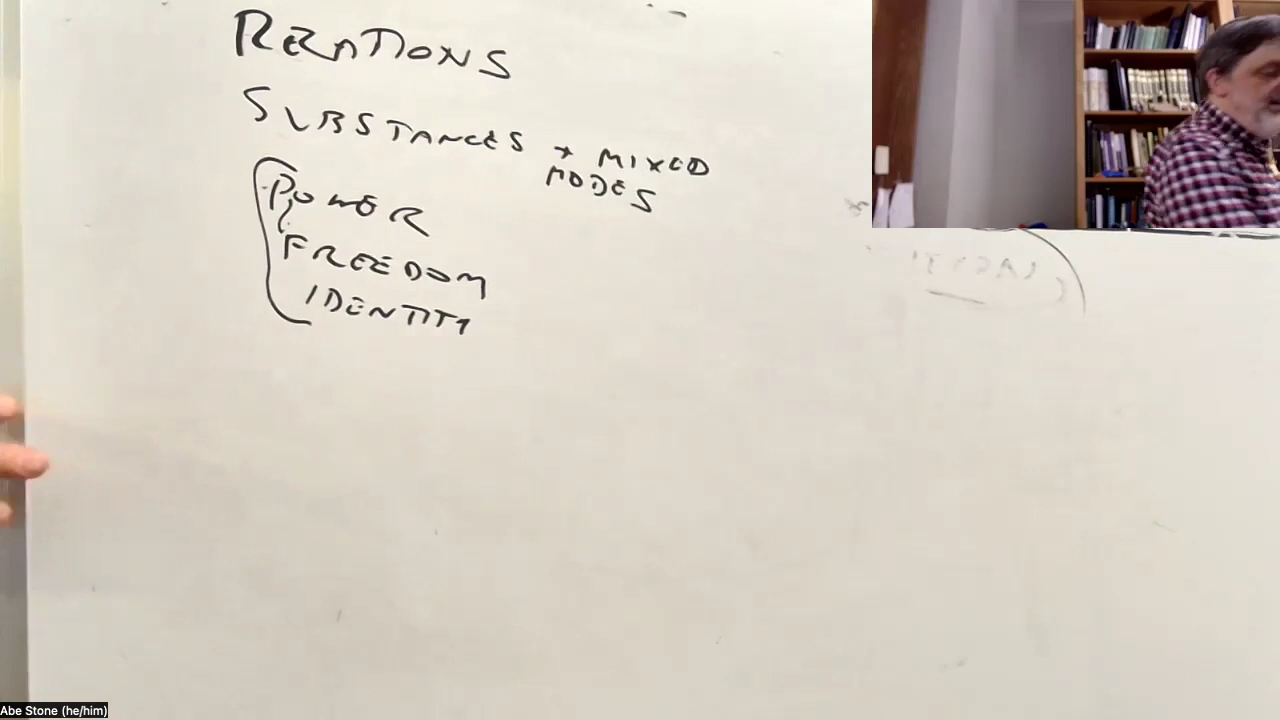 RELATIONS
SUBSTANCES + MIXED
MODES
POWER
FREEDOM
IDENTITY
Abe Stone (he/him)